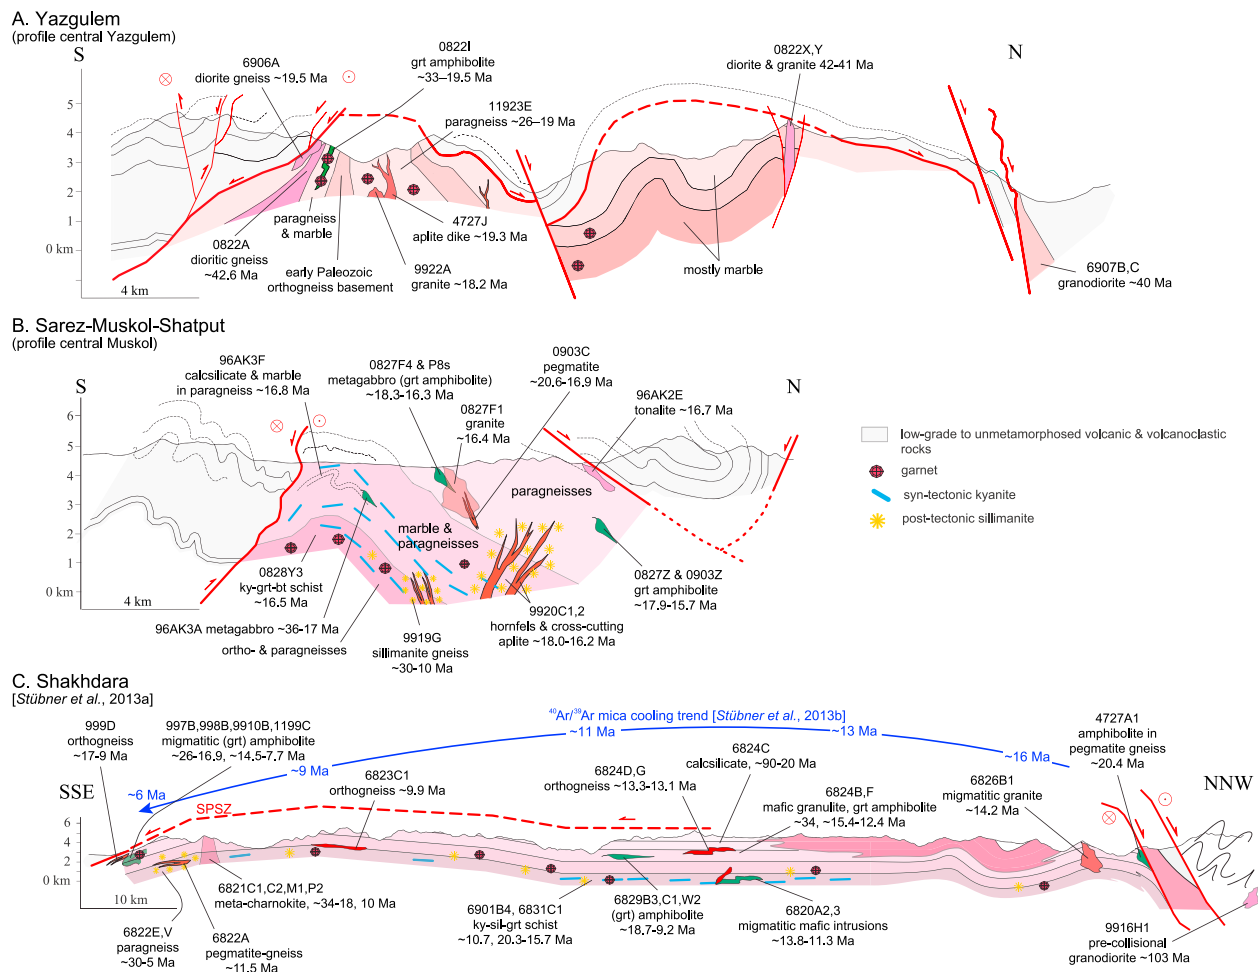 A. Yazgulem
(profile central Yazgulem)
S
N
6906A
diorite gneiss ~19.5 Ma
0822I
grt amphibolite
~33–19.5 Ma
11923E
paragneiss ~26–19 Ma
0822X,Y
diorite & granite 42-41 Ma
5
4
3
2
1
0 km
4 km
0822A
dioritic gneiss
~42.6 Ma
paragneiss
& marble
early Paleozoic
orthogneiss basement
4727J
aplite dike ~19.3 Ma
9922A
granite ~18.2 Ma
mostly marble
6907B,C
granodiorite ~40 Ma
B. Sarez-Muskol-Shatput
(profile central Muskol)
S
N
96AK3F
calcsilicate & marble
in paragneiss ~16.8 Ma
0827F4 & P8s
metagabbro (grt amphibolite)
~18.3-16.3 Ma
0827F1
granite
~16.4 Ma
0903C
pegmatite
~20.6-16.9 Ma
96AK2E
tonalite ~16.7 Ma
6
5
4
3
2
1
0 km
4 km
paragneisses
marble &
paragneisses
0828Y3
ky-grt-bt schist
~16.5 Ma
96AK3A metagabbro ~36-17 Ma
ortho- & paragneisses
9919G
sillimanite gneiss
~30-10 Ma
9920C1,2
hornfels & cross-cutting
aplite ~18.0-16.2 Ma
0827Z & 0903Z
grt amphibolite
~17.9-15.7 Ma
low-grade to unmetamorphosed volcanic & volcanoclastic
rocks
garnet
syn-tectonic kyanite
post-tectonic sillimanite
C. Shakhdara
[Stübner et al., 2013a]
SSE
NNW
999D
orthogneiss
~17-9 Ma
997B,998B,9910B,1199C
migmatitic (grt) amphibolite
~26-16.9, ~14.5-7.7 Ma
40Ar/39Ar mica cooling trend [Stübner et al., 2013b]
~6 Ma
~9 Ma
~11 Ma
~13 Ma
~16 Ma
SPSZ
6823C1
orthogneiss ~9.9 Ma
6824D,G
orthogneiss ~13.3-13.1 Ma
6824C
calcsilicate, ~90-20 Ma
6824B,F
mafic granulite, grt amphibolite
~34, ~15.4-12.4 Ma
6826B1
migmatitic granite
~14.2 Ma
4727A1
amphibolite in
pegmatite gneiss
~20.4 Ma
6
4
2
0 km
10 km
6822E,V
paragneiss
~30-5 Ma
6822A
pegmatite-gneiss
~11.5 Ma
6821C1, C2,M1,P2
meta-charnokite, ~34-18, 10 Ma
6901B4, 6831C1
ky-sil-grt schist
~10.7, 20.3-15.7 Ma
6829B3,C1,W2
(grt) amphibolite
~18.7-9.2 Ma
6820A2,3
migmatitic mafic intrusions
~13.8-11.3 Ma
9916H1
pre-collisional
granodiorite ~103 Ma